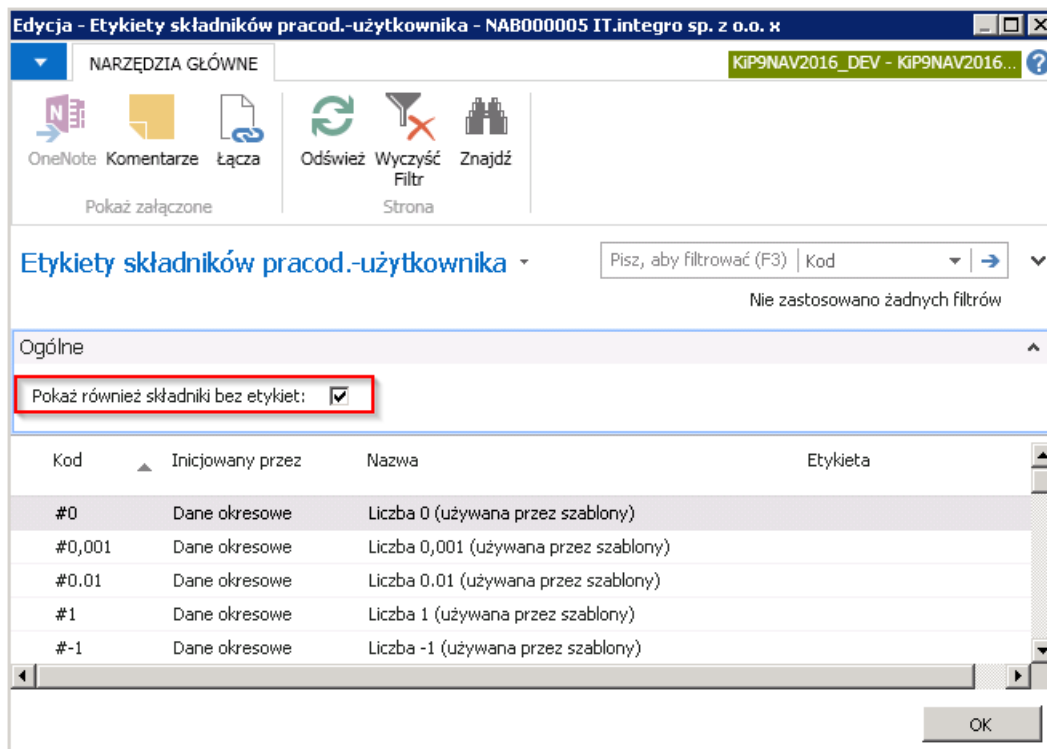 Edycja - Etykiety składników pracod.-użytkownika - NAB000005 IT.integro sp. z o.o. x
NARZĘDZIA GŁÓWNE
KiP9NAV2016_DEV - KiP9NAV2016...
OneNote Komentarze Łącza Odśwież Wyczyść Filtr Znajdź
Pokaż załączone Strona
Etykiety składników pracod.-użytkownika
Pisz, aby filtrować (F3) Kod
Nie zastosowano żadnych filtrów
Ogólne
Pokaż również składniki bez etykiet:
Kod Inicjowany przez Nazwa Etykieta
#0 Dane okresowe Liczba 0 (używana przez szablony)
#0,001 Dane okresowe Liczba 0,001 (używana przez szablony)
#0.01 Dane okresowe Liczba 0.01 (używana przez szablony)
#1 Dane okresowe Liczba 1 (używana przez szablony)
#-1 Dane okresowe Liczba -1 (używana przez szablony)
OK